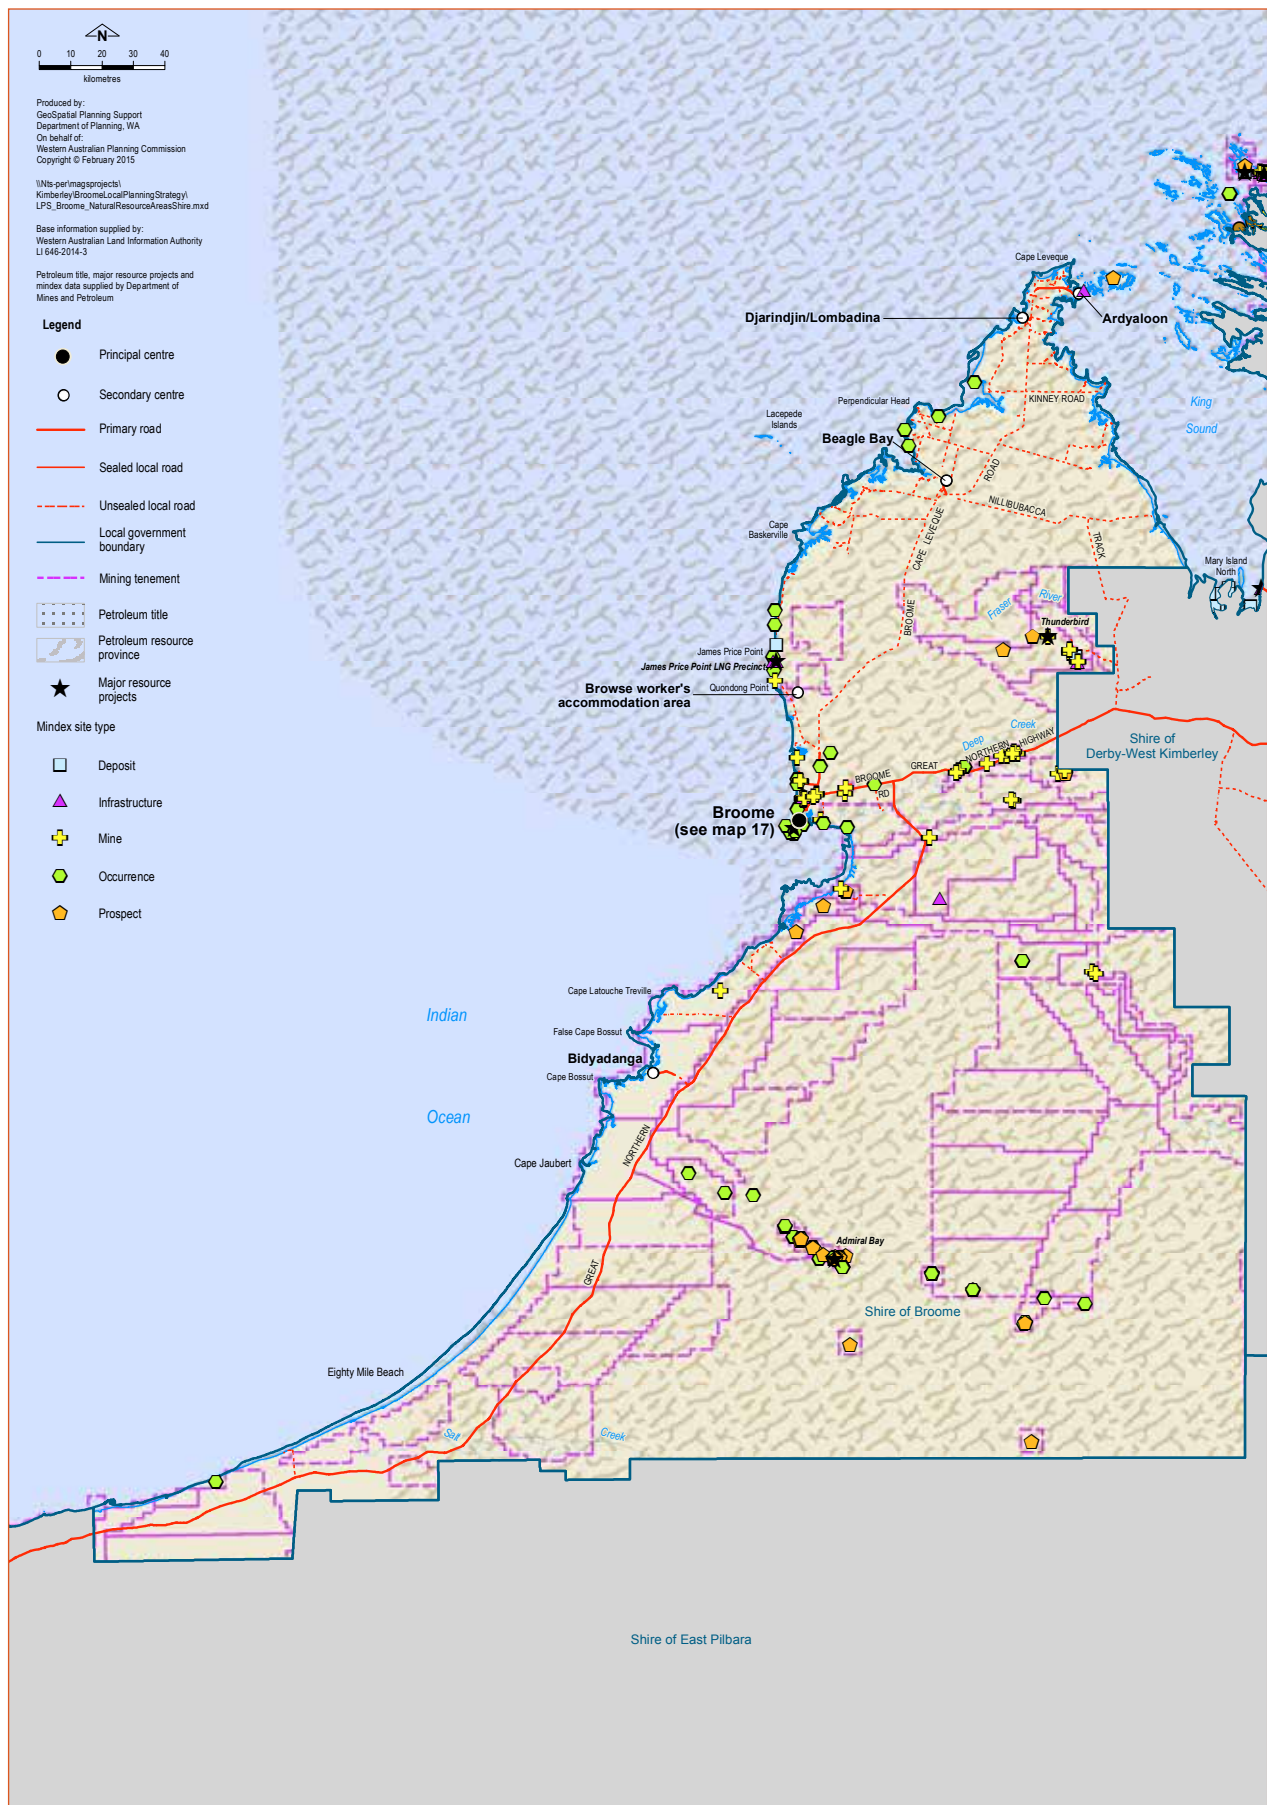 N
0 10 20 30 40
kilometres
Produced by:
GeoSpatial Planning Support
Department of Planning, WA
On behalf of:
Western Australian Planning Commission
Copyright © February 2015
\\Nts-per\magsprojects\
Kimberley\BroomeLocalPlanningStrategy\
LPS_Broome_NaturalResourceAreasShire.mxd
Base information supplied by:
Western Australian Land Information Authority
LI 646-2014-3
Petroleum title, major resource projects and
mindex data supplied by Department of
Mines and Petroleum
Legend
Principal centre
Secondary centre
Primary road
Sealed local road
Unsealed local road
Local government
boundary
Mining tenement
Petroleum title
Petroleum resource
province
Major resource
projects
Mindex site type
Deposit
Infrastructure
Mine
Occurrence
Prospect
Cape Leveque
Djarindjin/Lombadina
Ardyaloon
KINNEY ROAD
King
Sound
Perpendicular Head
Lacepede
Islands
Beagle Bay
ROAD
NILLIBUBACCA
CAPE LEVEQUE
BROOME
TRACK
Cape
Baskerville
Mary Island
North
Fraser
River
Thunderbird
James Price Point
James Price Point LNG Precinct
Quondong Point
Browse worker's
accommodation area
Deep
Creek
GREAT
NORTHERN
HIGHWAY
Shire of
Derby-West Kimberley
BROOME
RD
Broome
(see map 17)
Cape Latouche Treville
Indian
False Cape Bossut
Bidyadanga
Cape Bossut
Ocean
NORTHERN
Cape Jaubert
Admiral Bay
GREAT
Shire of Broome
Eighty Mile Beach
Salt
Creek
Shire of East Pilbara